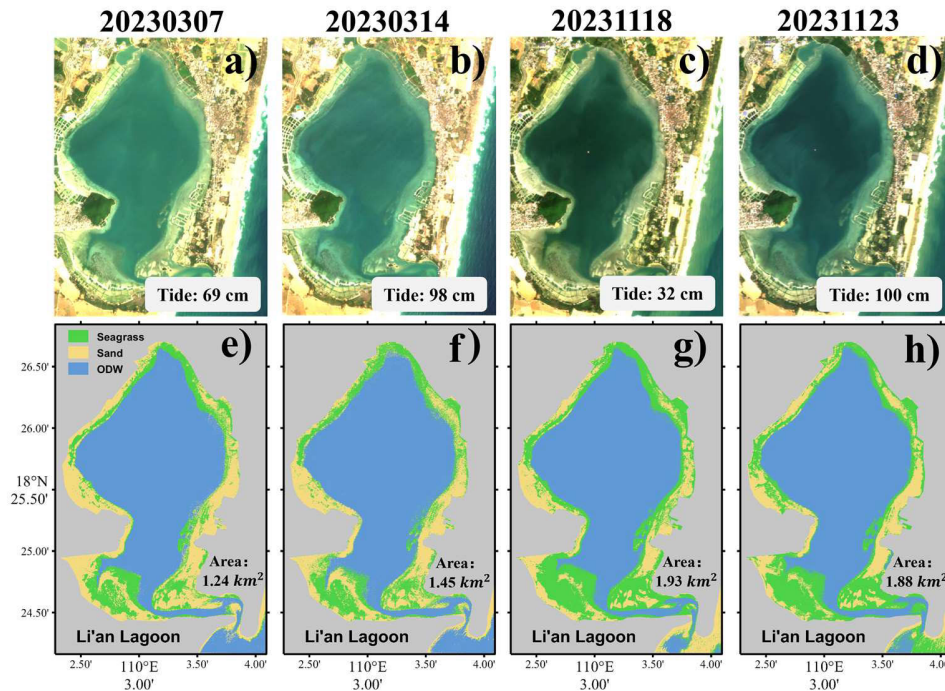 20230307 20230314 20231118 20231123
a) b) c) d)
Tide: 69 cm Tide: 98 cm Tide: 32 cm Tide: 100 cm
e) f) g) h)
Seagrass
Sand
ODW
26.50'
26.00'
18°N
25.50'
25.00'
24.50'
Area: Area: Area: Area:
1.24 km² 1.45 km² 1.93 km² 1.88 km²
Li'an Lagoon Li'an Lagoon Li'an Lagoon Li'an Lagoon
2.50' 3.50' 4.00' 2.50' 3.50' 4.00' 2.50' 3.50' 4.00' 2.50' 3.50' 4.00'
110°E 110°E 110°E 110°E
3.00' 3.00' 3.00' 3.00'